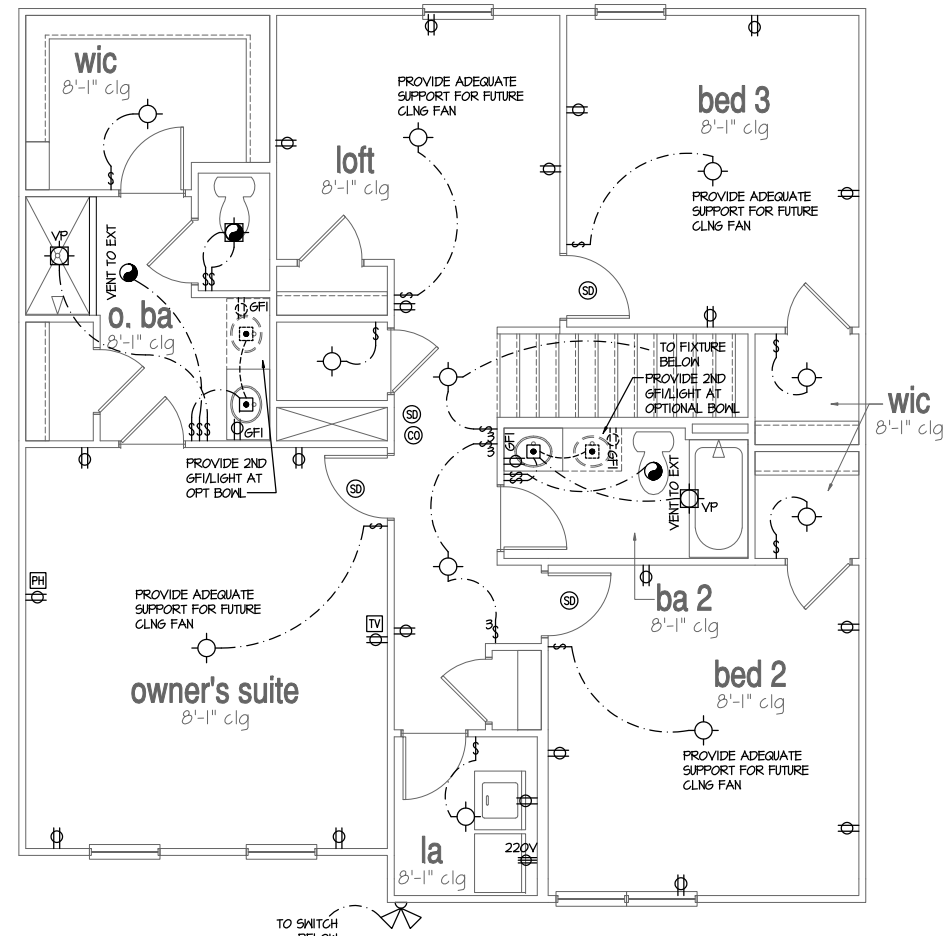 wic
8'-1" clg
PROVIDE ADEQUATE
SUPPORT FOR FUTURE
CLNG FAN
loft
8'-1" clg
bed 3
8'-1" clg
PROVIDE ADEQUATE
SUPPORT FOR FUTURE
CLNG FAN
$
$
$$
VP
VENT TO EXT
o. ba
8'-1" clg
GFI
$
SD
$
TO FIXTURE
BELOW
PROVIDE 2ND
GFI/LIGHT AT
OPTIONAL BOWL
$
wic
8'-1" clg
SD
CO
$$$
GFI
PROVIDE 2ND
GFI/LIGHT AT
OPT BOWL
$
3
3
$
GFI
GFI
$$
VENT TO EXT
VP
SD
$
$
PH
PROVIDE ADEQUATE
SUPPORT FOR FUTURE
CLNG FAN
TV
owner's suite
8'-1" clg
3
$
SD
$
ba 2
8'-1" clg
bed 2
8'-1" clg
PROVIDE ADEQUATE
SUPPORT FOR FUTURE
CLNG FAN
$
la
8'-1" clg
220V
TO SWITCH
BELOW